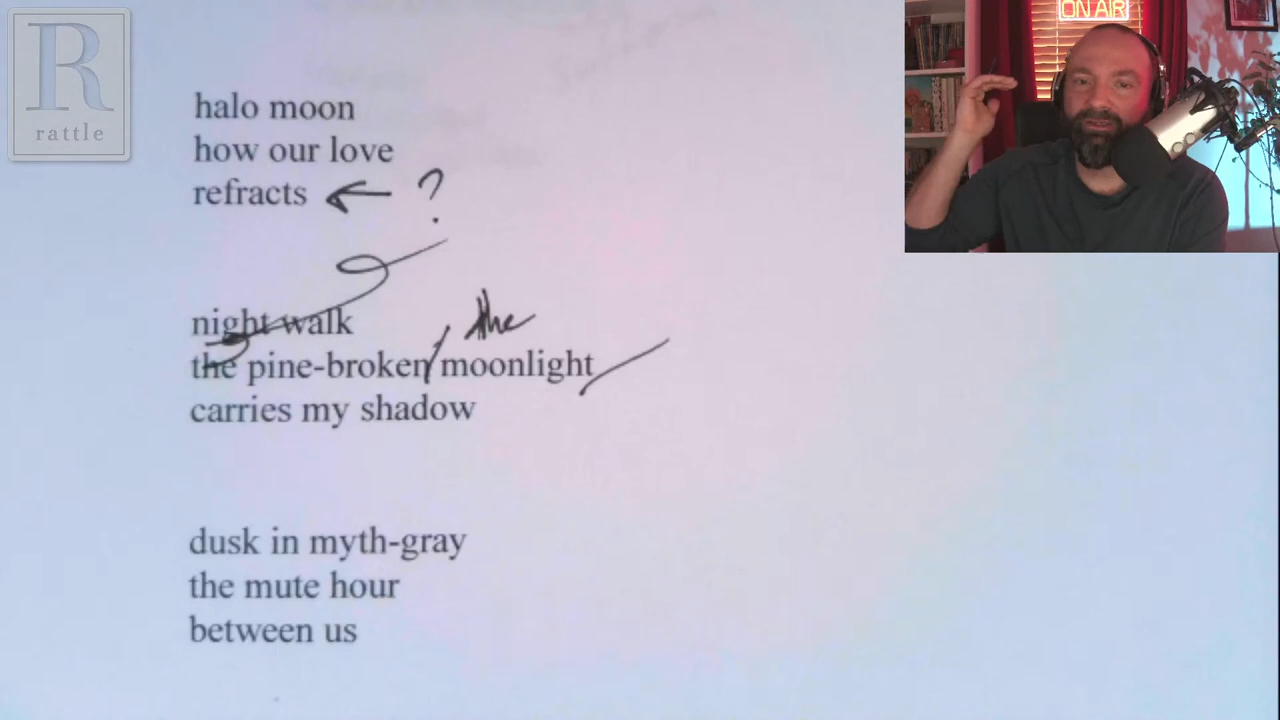 R
rattle
ON AIR
halo moon
how our love
refracts ← ?
night walk
the
the pine-broken/moonlight
carries my shadow
dusk in myth-gray
the mute hour
between us